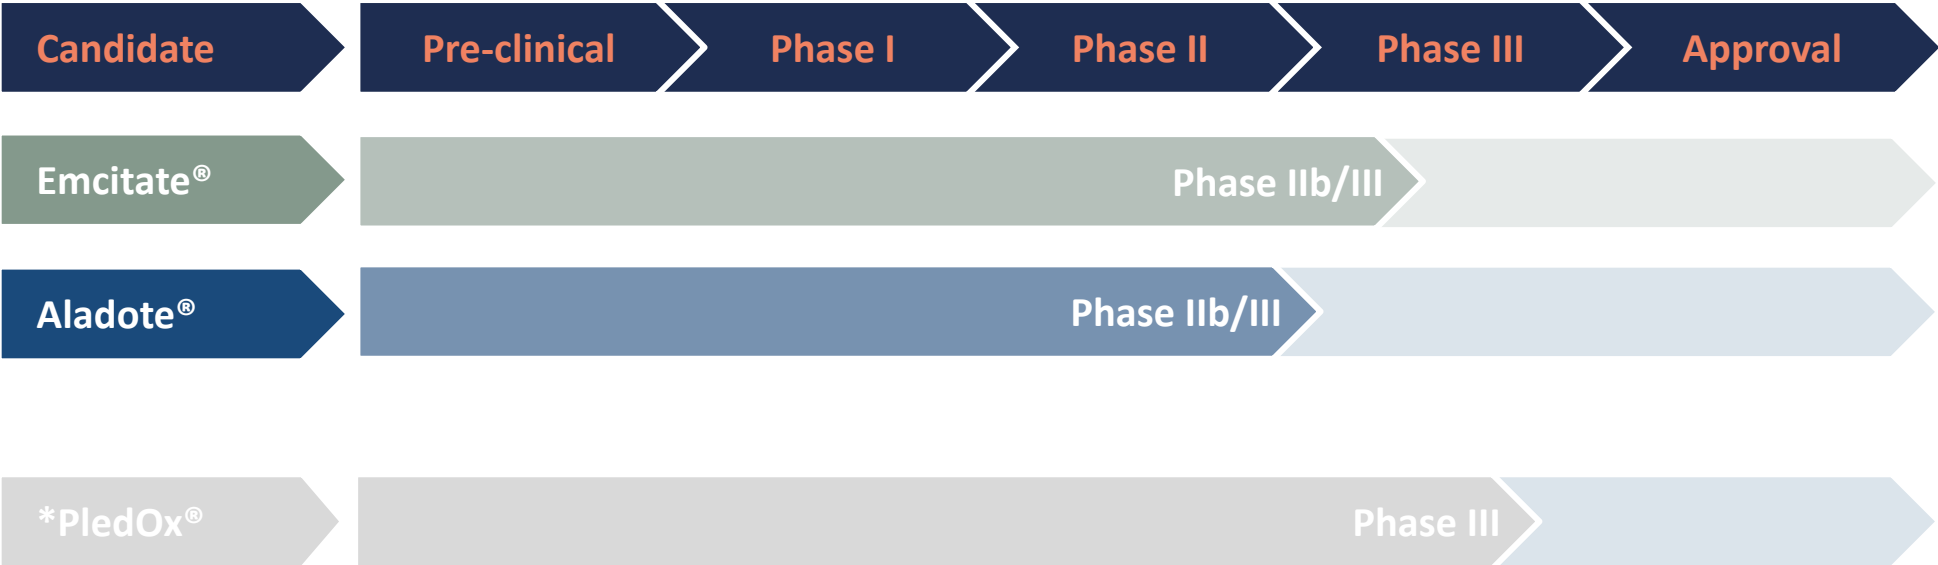 Candidate Pre-clinical Phase I Phase II Phase III Approval
Emcitate® Phase IIb/III
Aladote® Phase IIb/III
*PledOx® Phase III